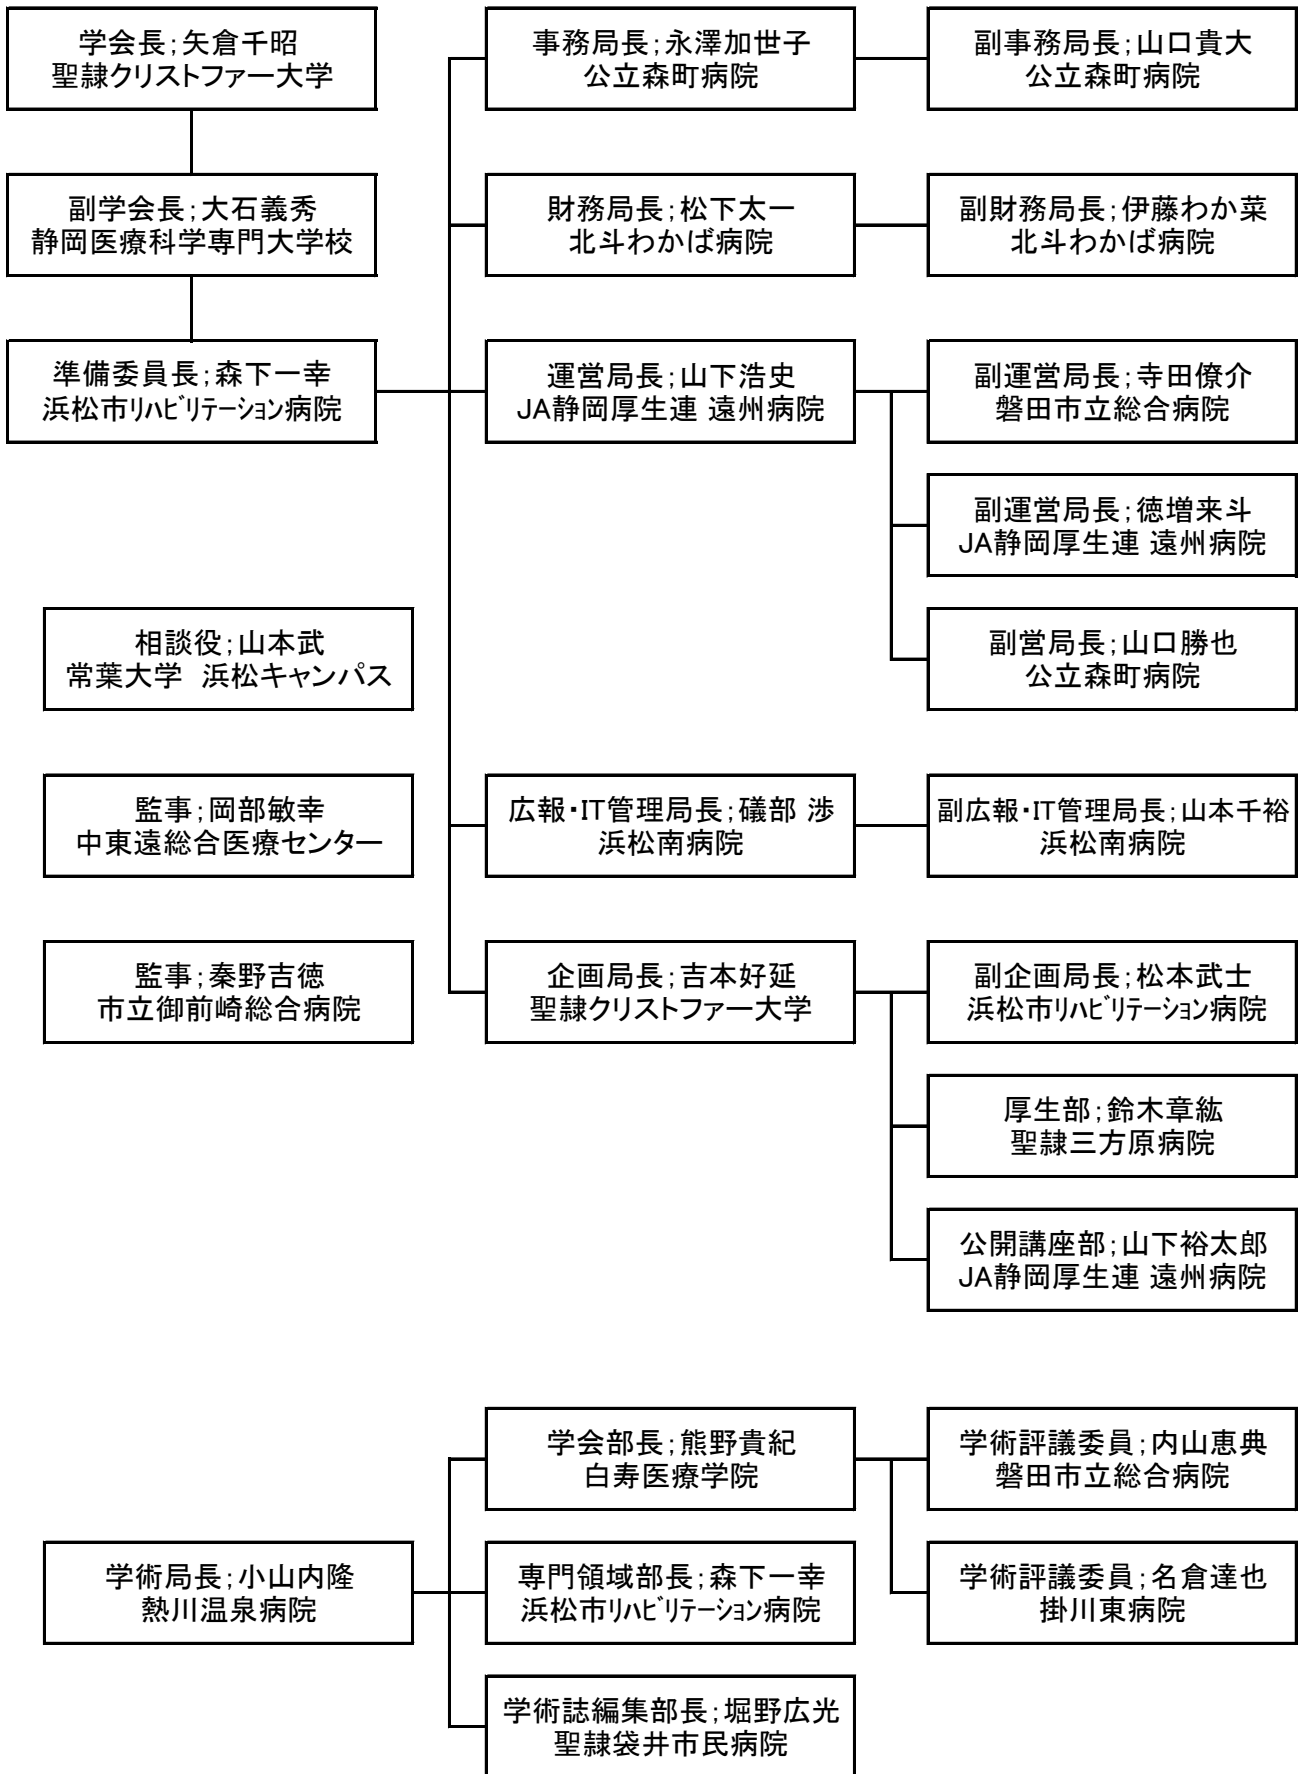 学会長；矢倉千昭
聖隷クリストファー大学
副学会長；大石義秀
静岡医療科学専門大学校
準備委員長；森下一幸
浜松市ﾘﾊﾋﾞﾘﾃｰｼｮﾝ病院
事務局長；永澤加世子
公立森町病院
副事務局長；山口貴大
公立森町病院
財務局長；松下太一
北斗わかば病院
副財務局長；伊藤わか菜
北斗わかば病院
運営局長；山下浩史
JA静岡厚生連 遠州病院
副運営局長；寺田僚介
磐田市立総合病院
副運営局長；徳増来斗
JA静岡厚生連 遠州病院
副営局長；山口勝也
公立森町病院
相談役；山本武
常葉大学　浜松キャンパス
監事；岡部敏幸
中東遠総合医療センター
広報・IT管理局長；礒部 渉
浜松南病院
副広報・IT管理局長；山本千裕
浜松南病院
監事；秦野吉徳
市立御前崎総合病院
企画局長；吉本好延
聖隷クリストファー大学
副企画局長；松本武士
浜松市ﾘﾊﾋﾞﾘﾃｰｼｮﾝ病院
厚生部；鈴木章紘
聖隷三方原病院
公開講座部；山下裕太郎
JA静岡厚生連 遠州病院
学術局長；小山内隆
熱川温泉病院
学会部長；熊野貴紀
白寿医療学院
学術評議委員；内山恵典
磐田市立総合病院
専門領域部長；森下一幸
浜松市ﾘﾊﾋﾞﾘﾃｰｼｮﾝ病院
学術評議委員；名倉達也
掛川東病院
学術誌編集部長；堀野広光
聖隷袋井市民病院